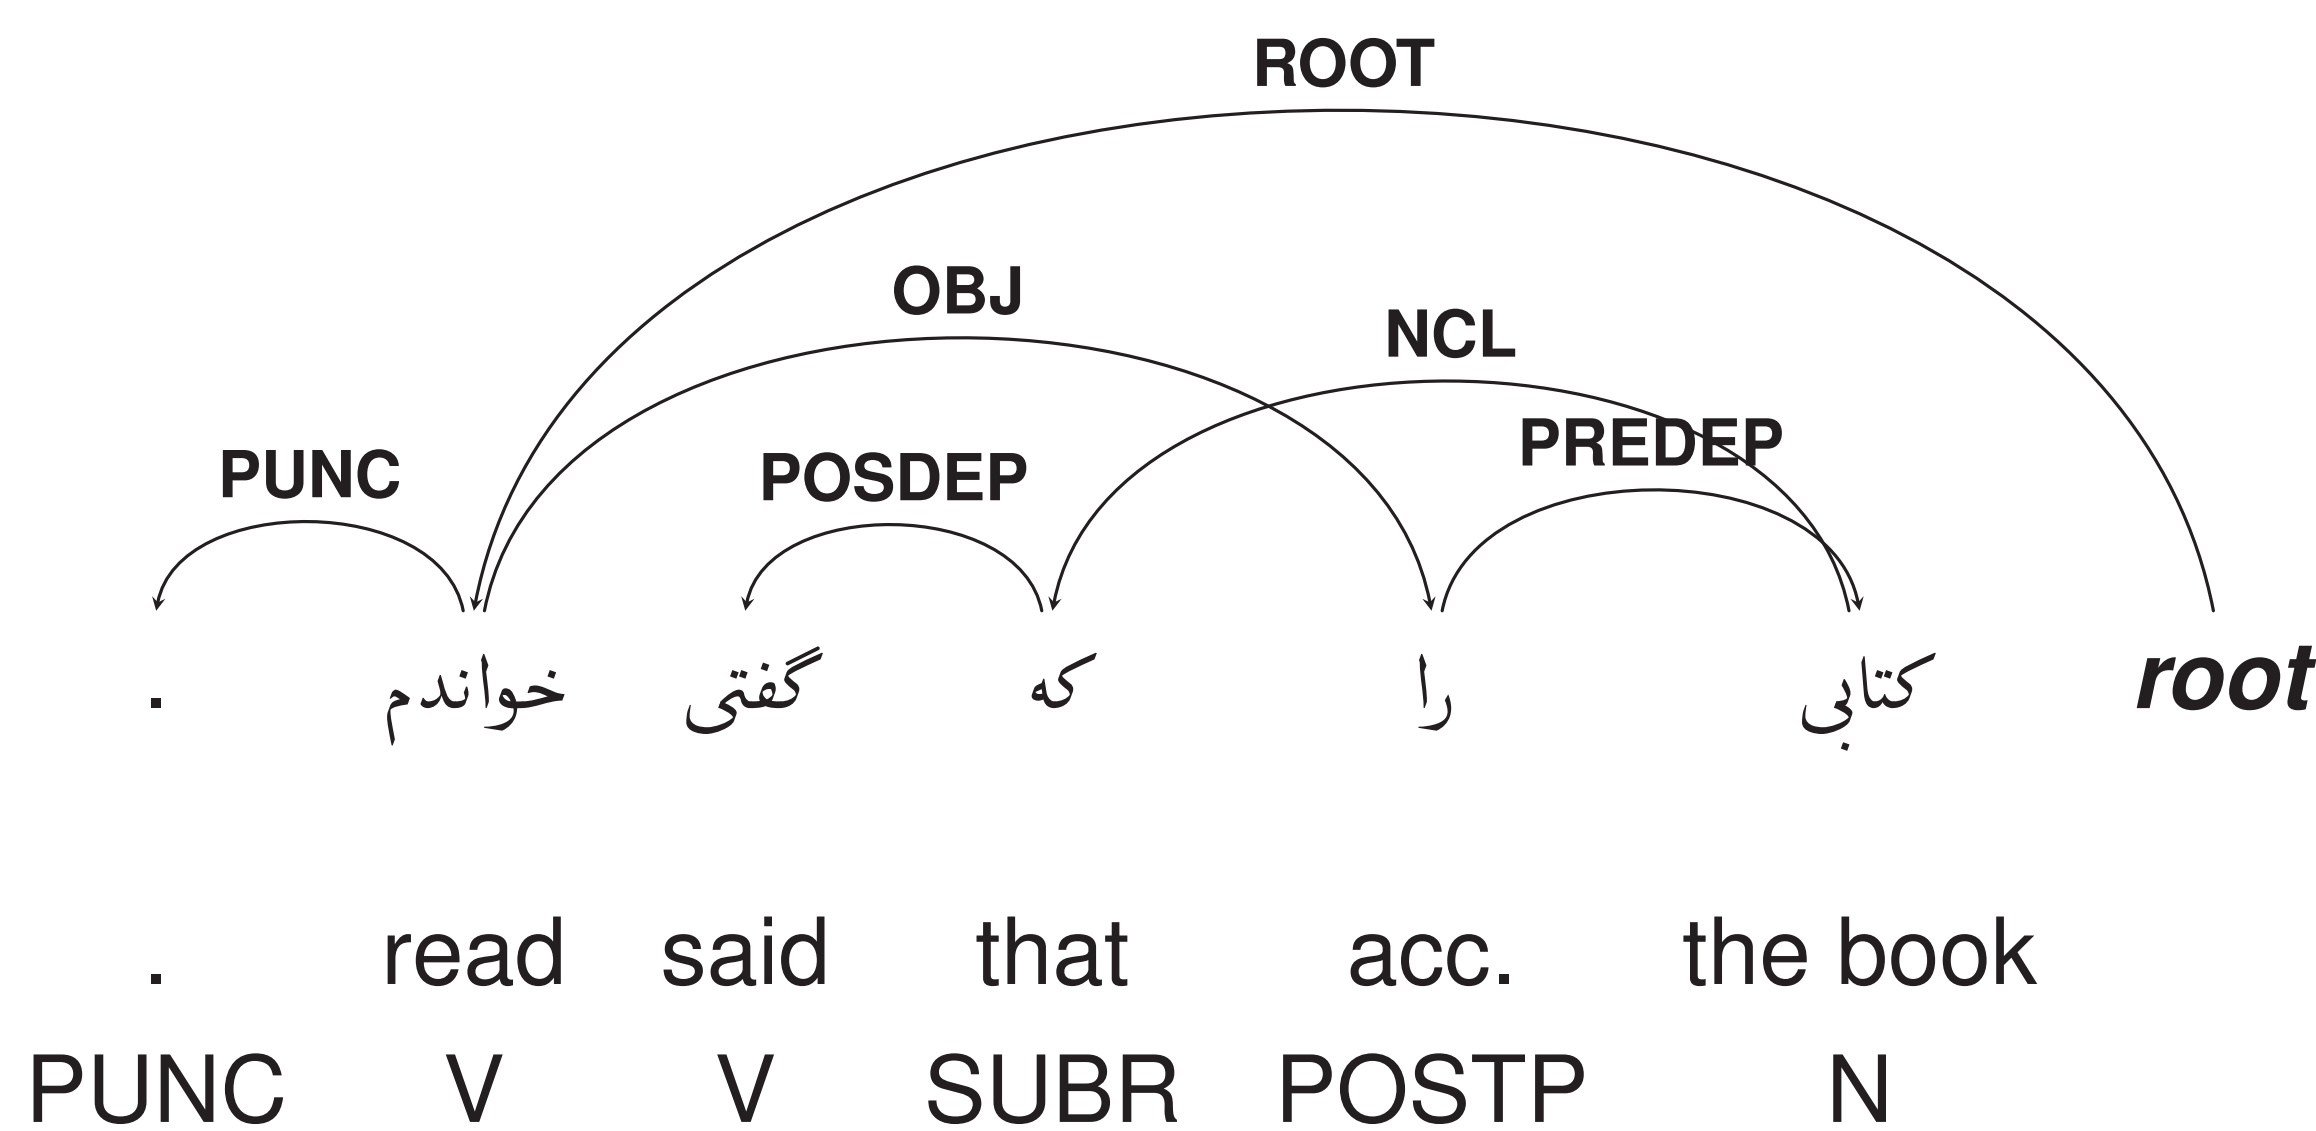 ROOT
OBJ
NCL
PREDEP
PUNC
POSDEP
root کتابی را که گفتی خواندم .
. read said that acc. the book
PUNC V V SUBR POSTP N